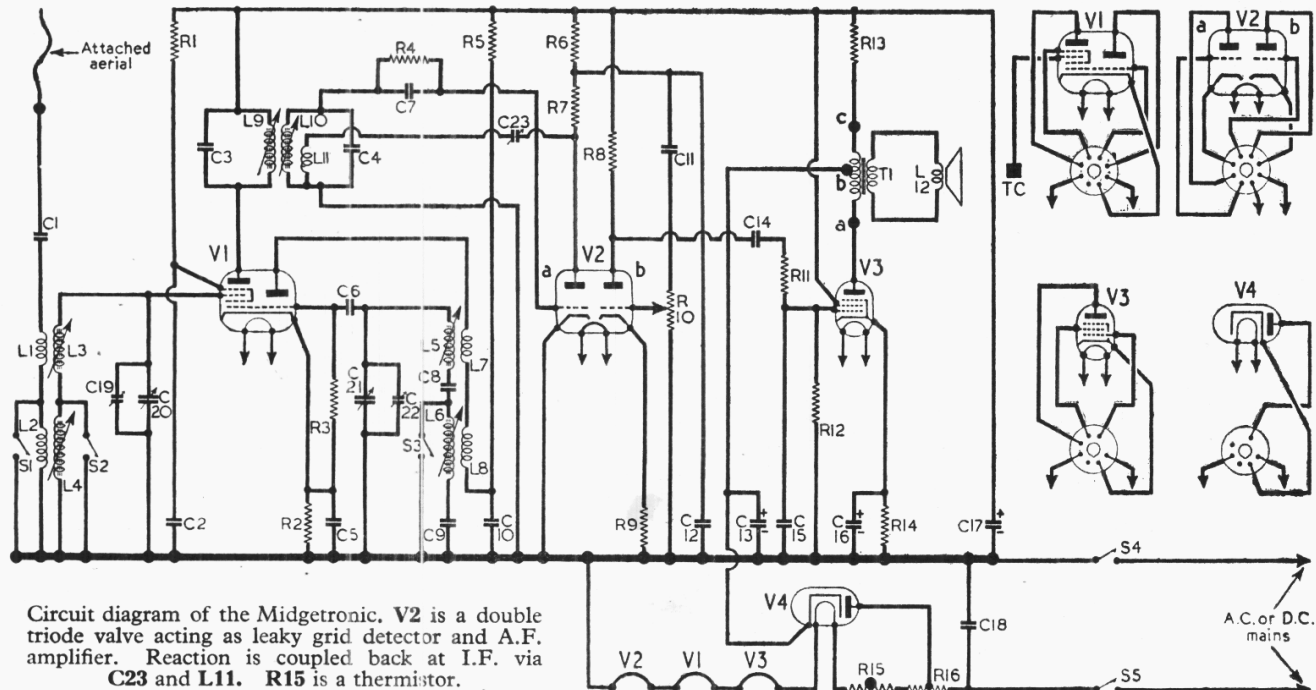 Attached
aerial
C1
L1
L3
C19
C
20
L2
S1
S2
L4
R1
C2
C3
L9
L10
L11
C4
R4
C7
C23
V1
R2
R3
C5
C6
C
21
C
22
L5
C8
L6
L7
S3
L8
C9
C
10
R5
R6
R7
R8
a
V2
b
R9
C11
R
10
C
12
C14
R11
C
13
C
15
R12
C
16
R13
c
b
a
T1
L
12
V3
R14
C17
S4
V4
C18
A.C. or D.C.
mains
V2
V1
V3
R15
R16
S5
V1
TC
V2
a
b
V3
V4
Circuit diagram of the Midgetronic. V2 is a double
triode valve acting as leaky grid detector and A.F.
amplifier. Reaction is coupled back at I.F. via
C23 and L11. R15 is a thermistor.